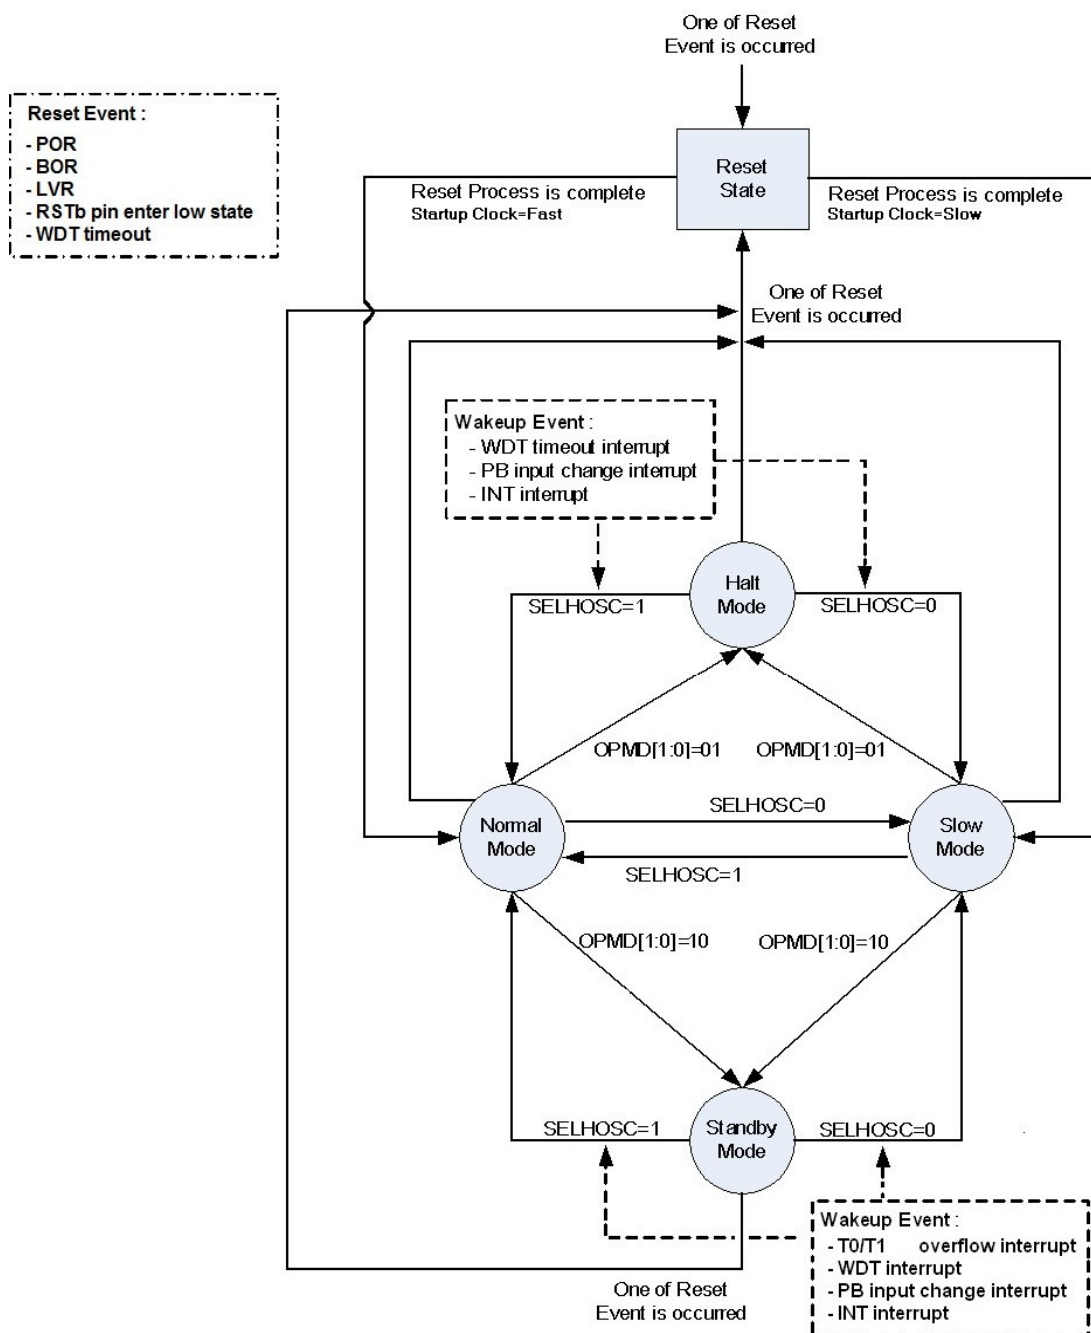 One of Reset
Event is occurred
Reset Event :
- POR
- BOR
- LVR
- RSTb pin enter low state
- WDT timeout
Reset
State
Reset Process is complete
Startup Clock=Fast
Reset Process is complete
Startup Clock=Slow
One of Reset
Event is occurred
Wakeup Event :
- WDT timeout interrupt
- PB input change interrupt
- INT interrupt
Halt
Mode
SELHOSC=1
SELHOSC=0
OPMD[1:0]=01
OPMD[1:0]=01
SELHOSC=0
Normal
Mode
Slow
Mode
SELHOSC=1
OPMD[1:0]=10
OPMD[1:0]=10
SELHOSC=1
Standby
Mode
SELHOSC=0
Wakeup Event :
- T0/T1 overflow interrupt
- WDT interrupt
- PB input change interrupt
- INT interrupt
One of Reset
Event is occurred